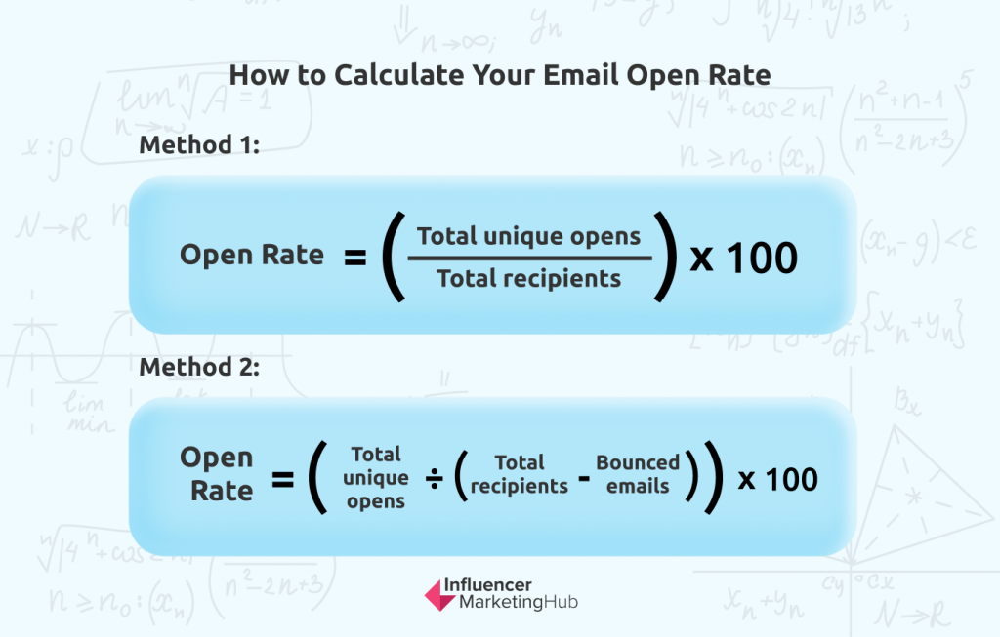 How to Calculate Your Email Open Rate
Method 1:
Open Rate = ( Total unique opens
Total recipients ) x 100
Method 2:
Open Rate = ( Total unique opens ÷ ( Total recipients - Bounced emails ) ) x 100
Influencer
MarketingHub